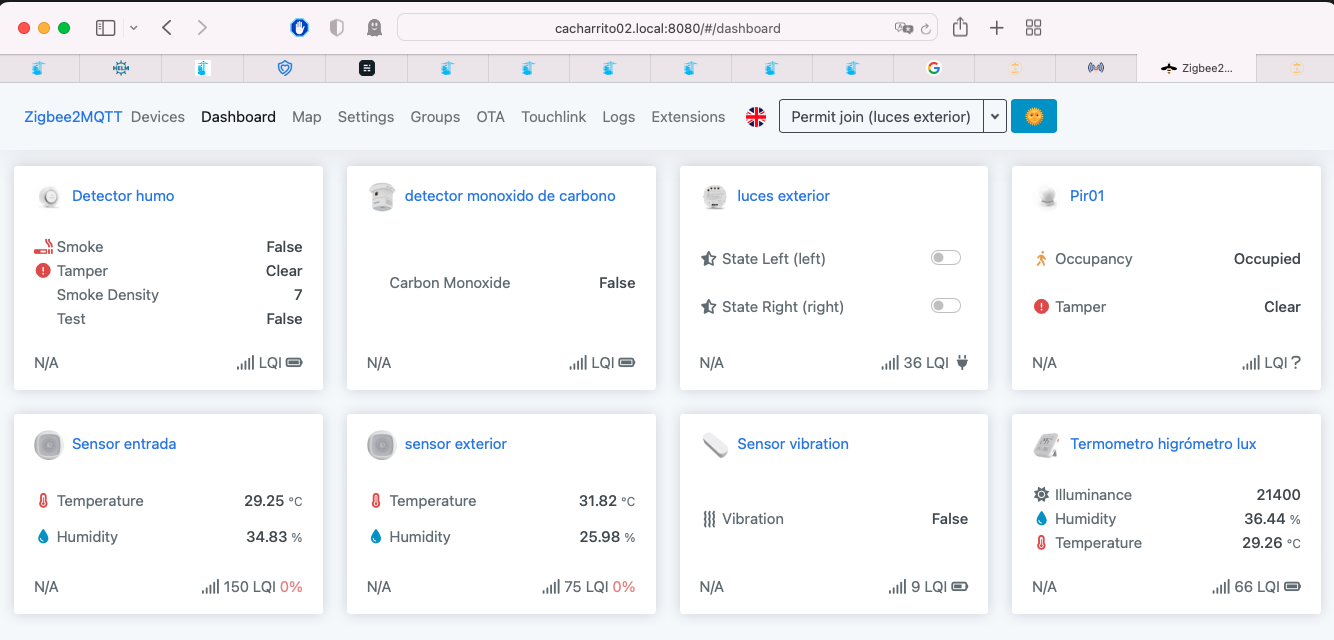 cacharrito02.local:8080/#/dashboard
HELM
Zigbee2...
Zigbee2MQTT Devices Dashboard Map Settings Groups OTA Touchlink Logs Extensions Permit join (luces exterior)
Detector humo
Smoke False
Tamper Clear
Smoke Density 7
Test False
N/A LQI
detector monoxido de carbono
Carbon Monoxide False
N/A LQI
luces exterior
State Left (left)
State Right (right)
N/A 36 LQI
Pir01
Occupancy Occupied
Tamper Clear
N/A LQI ?
Sensor entrada
Temperature 29.25 °C
Humidity 34.83 %
N/A 150 LQI 0%
sensor exterior
Temperature 31.82 °C
Humidity 25.98 %
N/A 75 LQI 0%
Sensor vibration
Vibration False
N/A 9 LQI
Termometro higrómetro lux
Illuminance 21400
Humidity 36.44 %
Temperature 29.26 °C
N/A 66 LQI